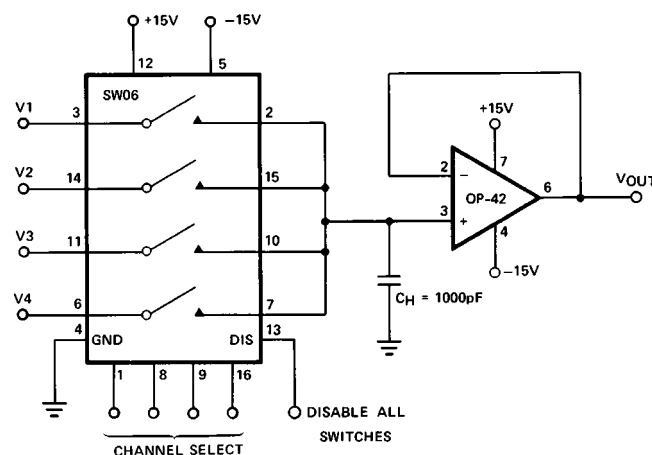 +15V
-15V
12
5
SW06
V1
3
2
V2
14
15
V3
11
10
V4
6
7
4
GND
DIS
13
1
8
9
16
CHANNEL SELECT
DISABLE ALL
SWITCHES
+15V
7
2
−
OP-42
6
VOUT
3
+
4
-15V
CH = 1000pF